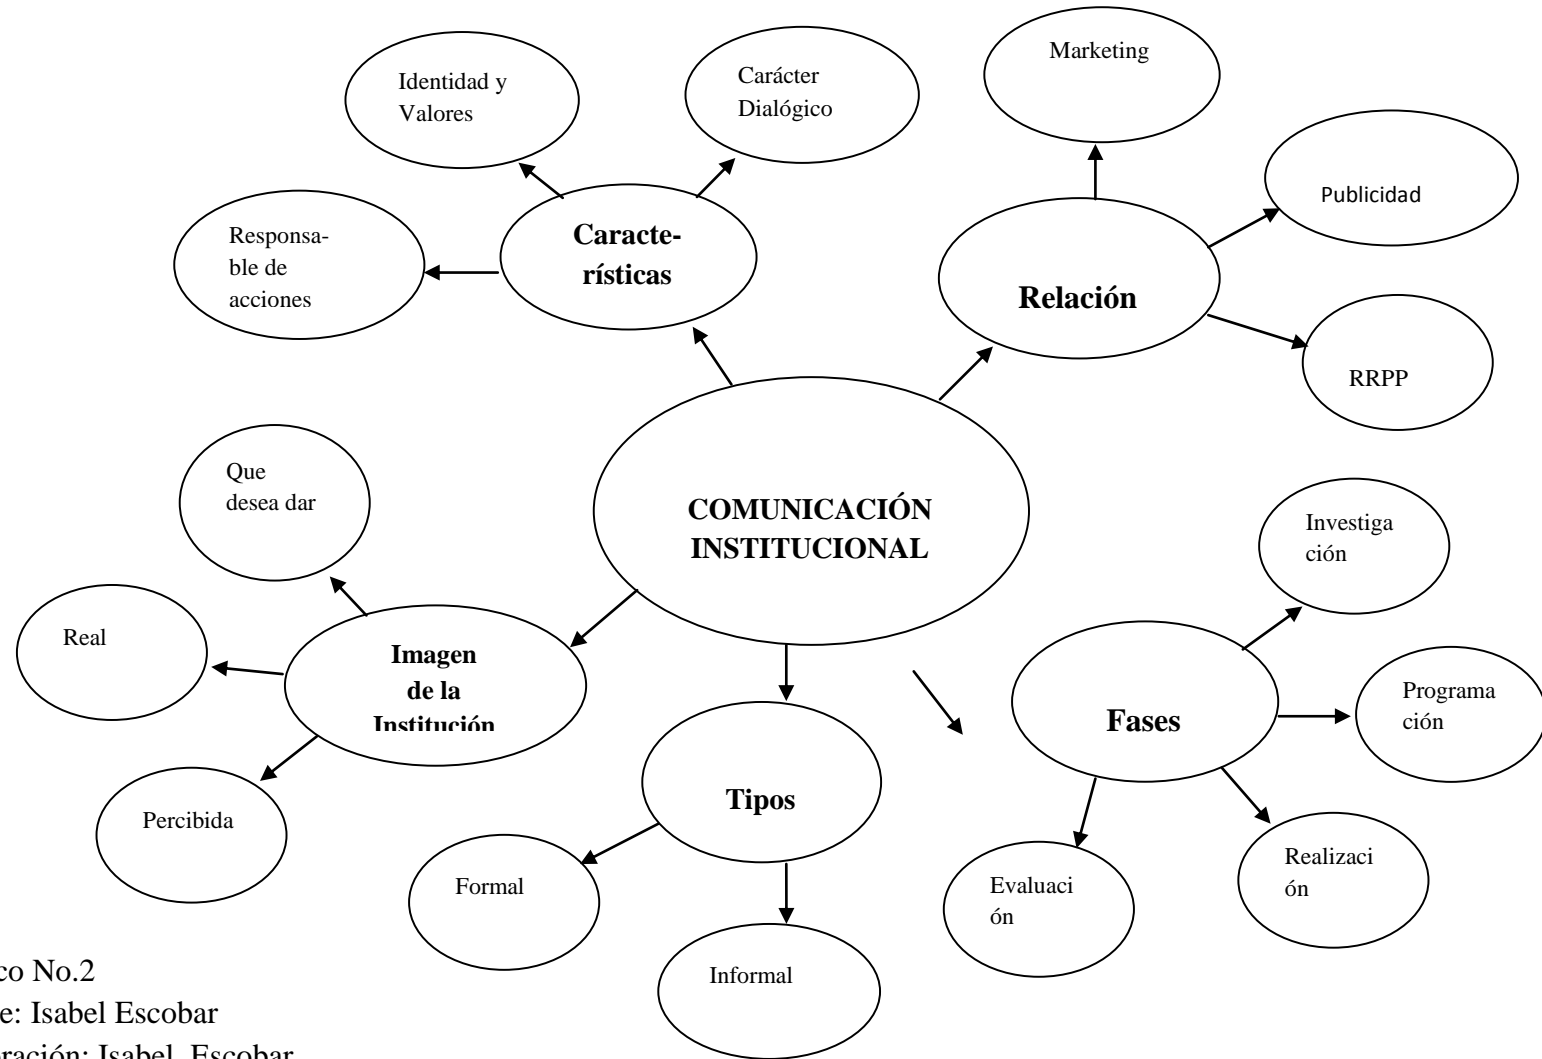 Marketing
Identidad y
Valores
Carácter
Dialógico
Publicidad
Responsa-
ble de
acciones
Caracte-
rísticas
Relación
RRPP
Que
desea dar
COMUNICACIÓN
INSTITUCIONAL
Investiga
ción
Real
Imagen
de la
Institución
Programa
ción
Fases
Percibida
Tipos
Formal
Evaluaci
ón
Realizaci
ón
Informal
co No.2
e: Isabel Escobar
ración: Isabel Escobar